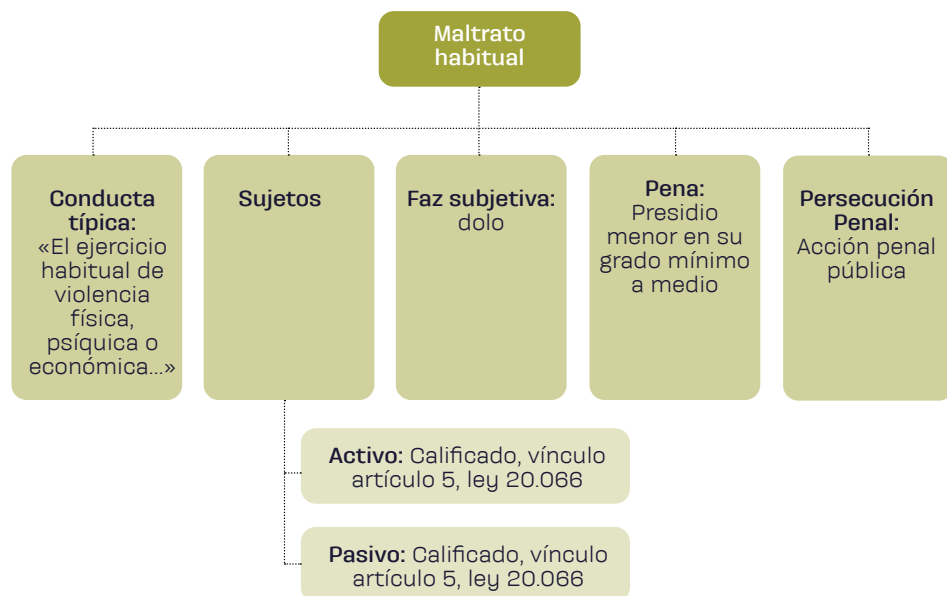 Maltrato
habitual
Conducta
típica:
«El ejercicio
habitual de
violencia
física,
psíquica o
económica...»
Sujetos
Faz subjetiva:
dolo
Pena:
Presidio
menor en su
grado mínimo
a medio
Persecución
Penal:
Acción penal
pública
Activo: Calificado, vínculo
artículo 5, ley 20.066
Pasivo: Calificado, vínculo
artículo 5, ley 20.066